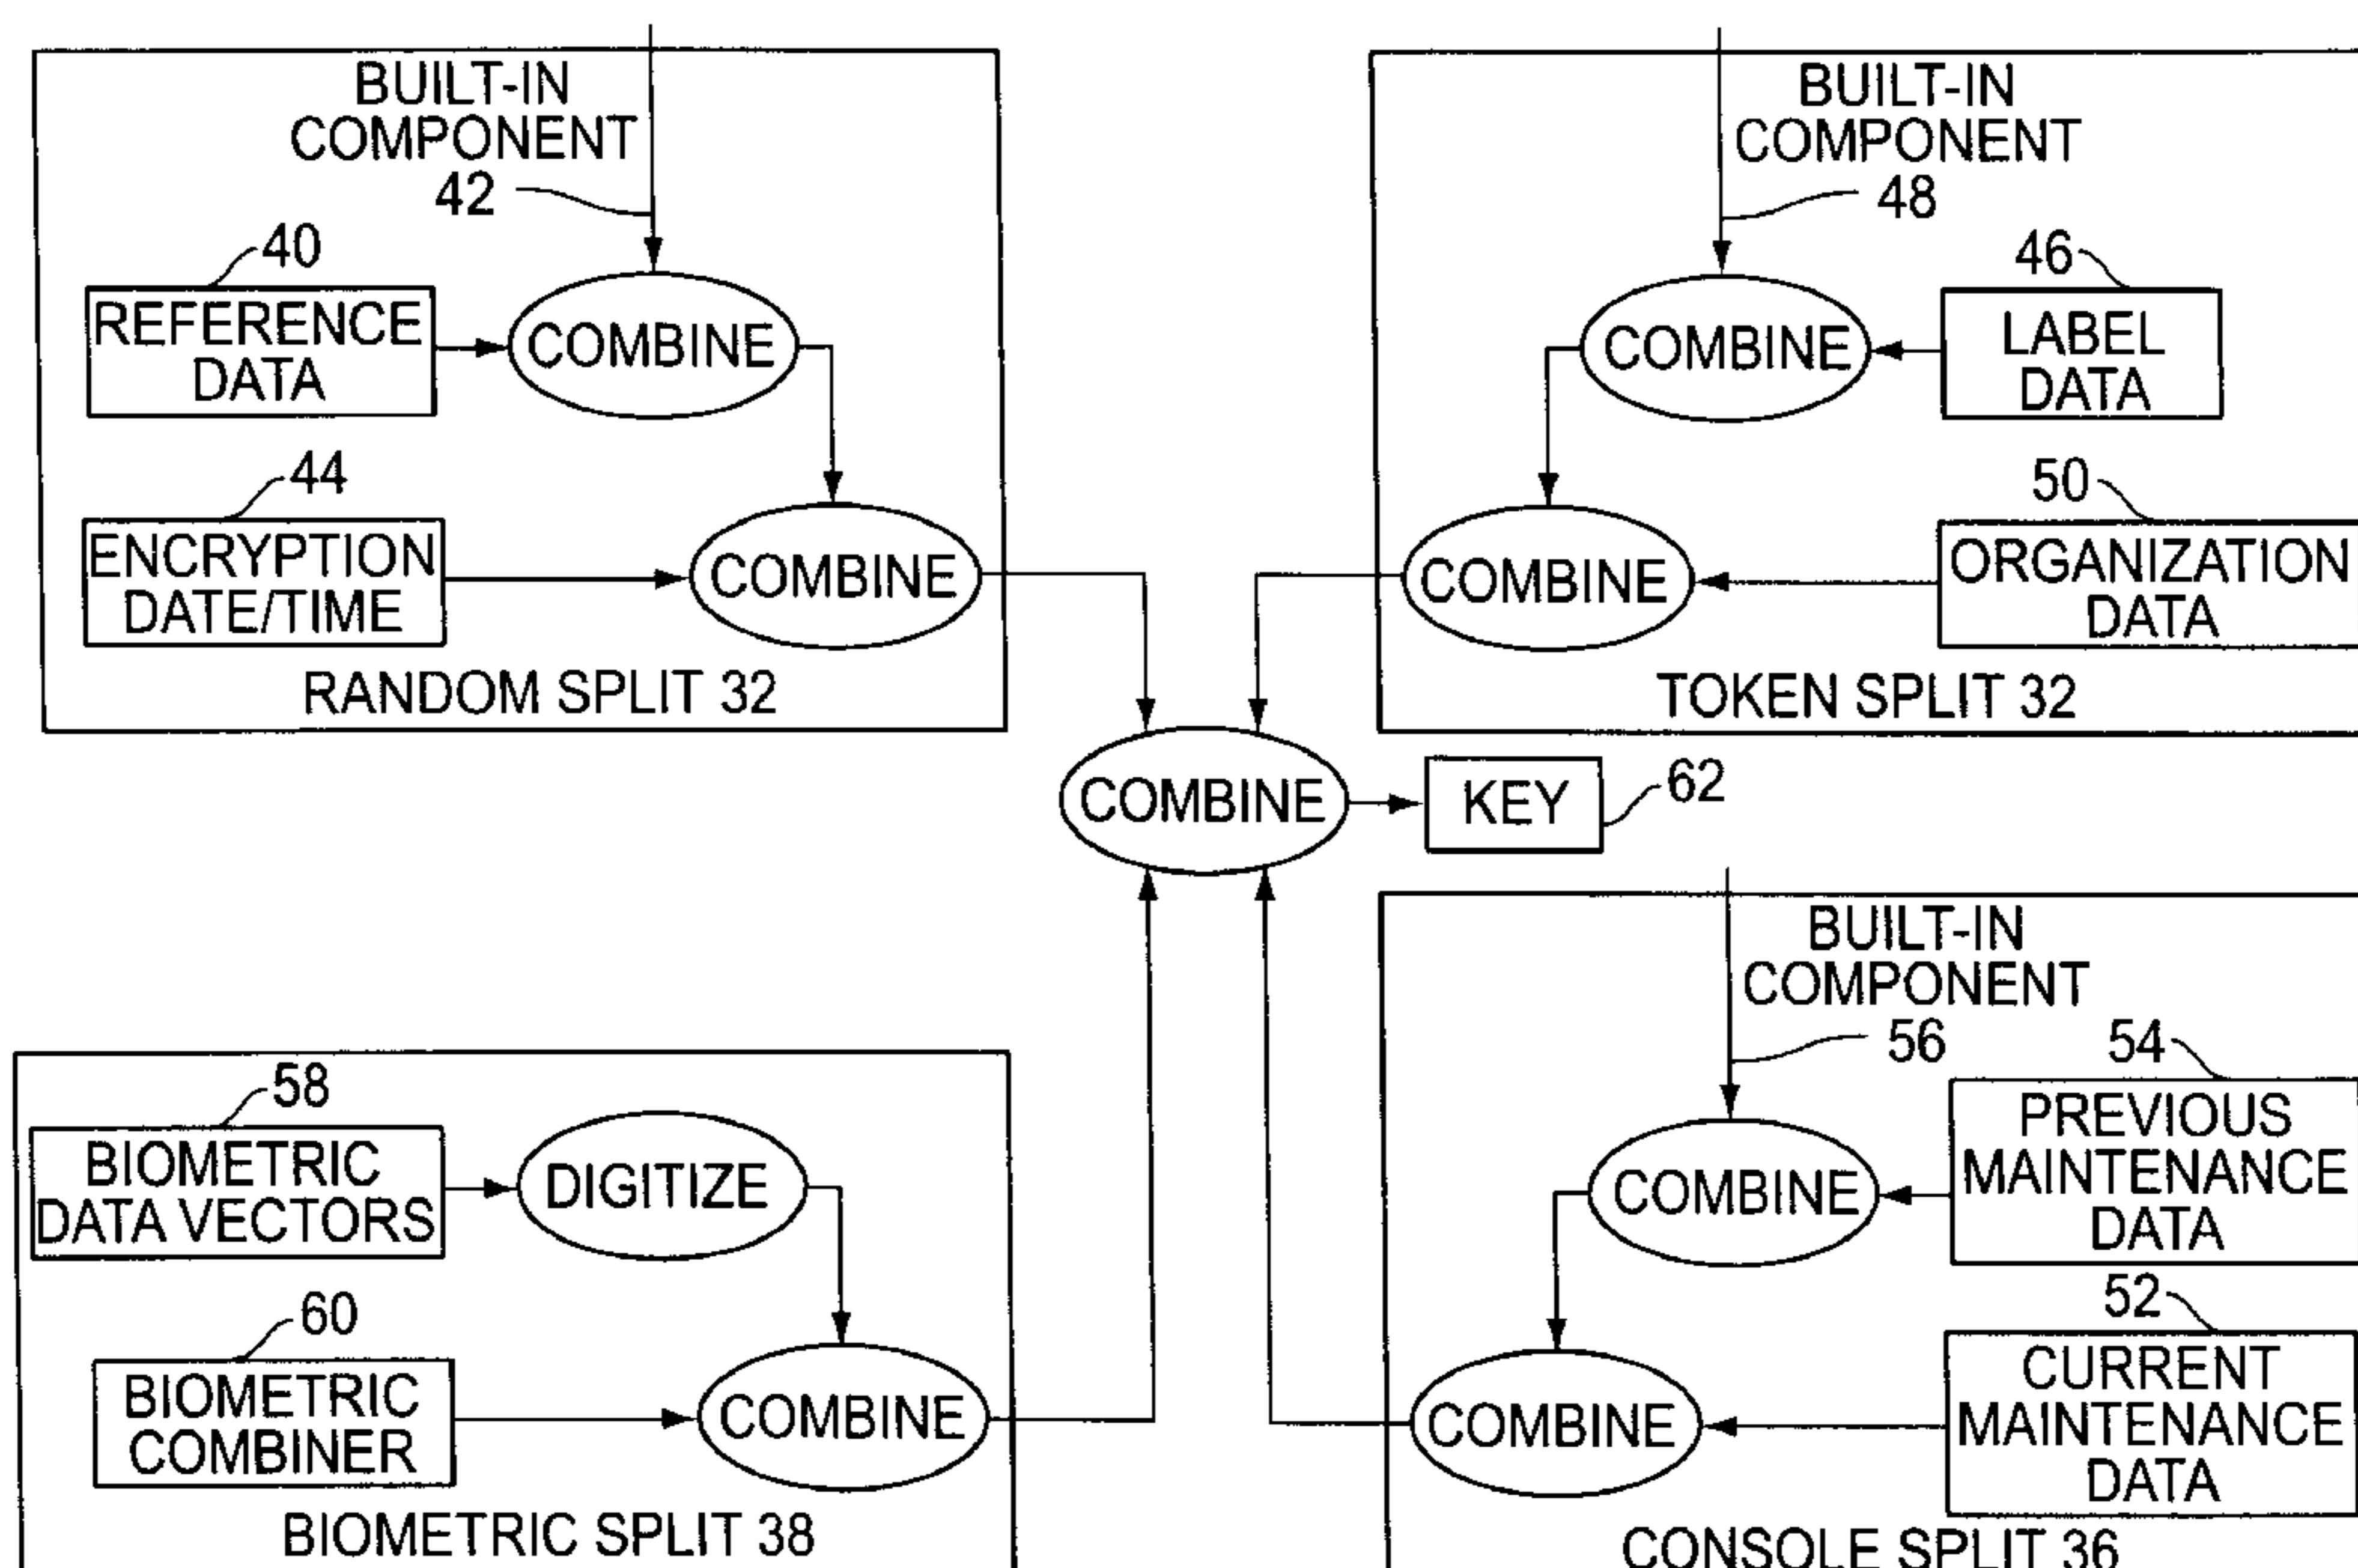 BUILT-IN
COMPONENT
42
40
REFERENCE
DATA
COMBINE
44
ENCRYPTION
DATE/TIME
COMBINE
RANDOM SPLIT 32
BUILT-IN
COMPONENT
48
46
COMBINE
LABEL
DATA
50
COMBINE
ORGANIZATION
DATA
TOKEN SPLIT 32
COMBINE
KEY
62
58
BIOMETRIC
DATA VECTORS
DIGITIZE
60
BIOMETRIC
COMBINER
COMBINE
BIOMETRIC SPLIT 38
BUILT-IN
COMPONENT
56
54
COMBINE
PREVIOUS
MAINTENANCE
DATA
52
COMBINE
CURRENT
MAINTENANCE
DATA
CONSOLE SPLIT 36